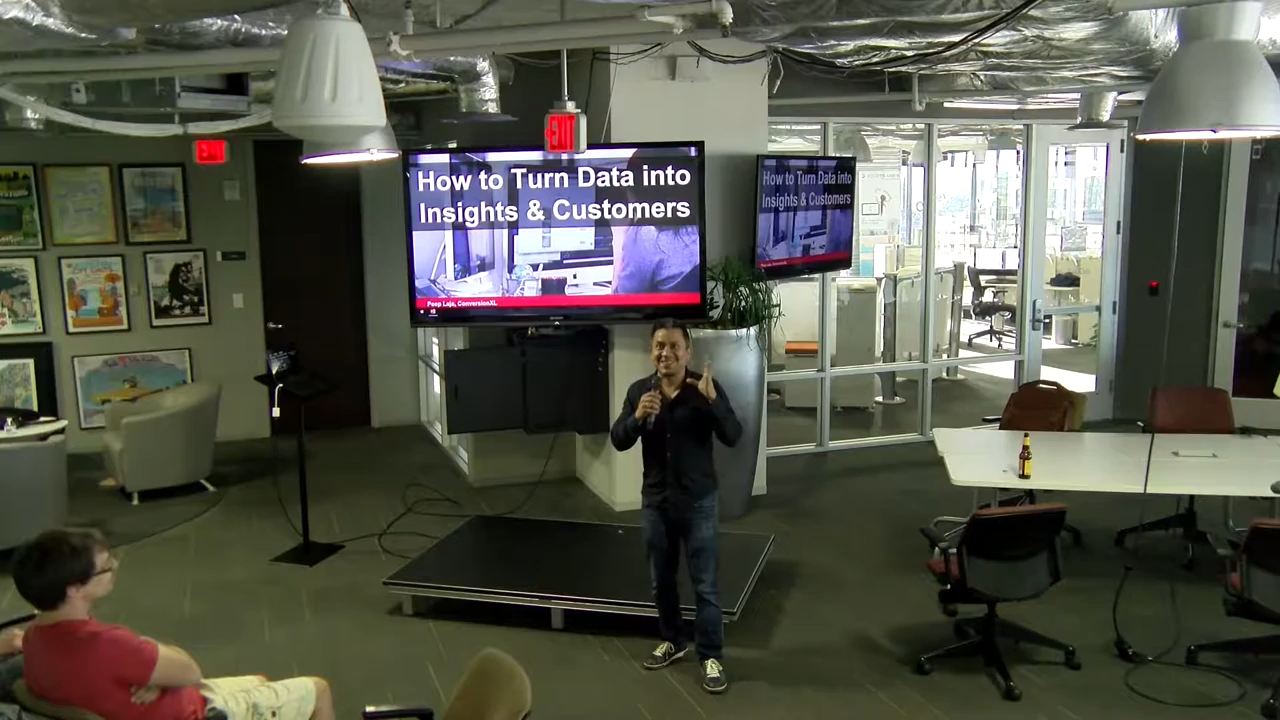 EXIT
EXIT
How to Turn Data into
Insights & Customers
Peep Laja, ConversionXL
How to Turn Data into
Insights & Customers